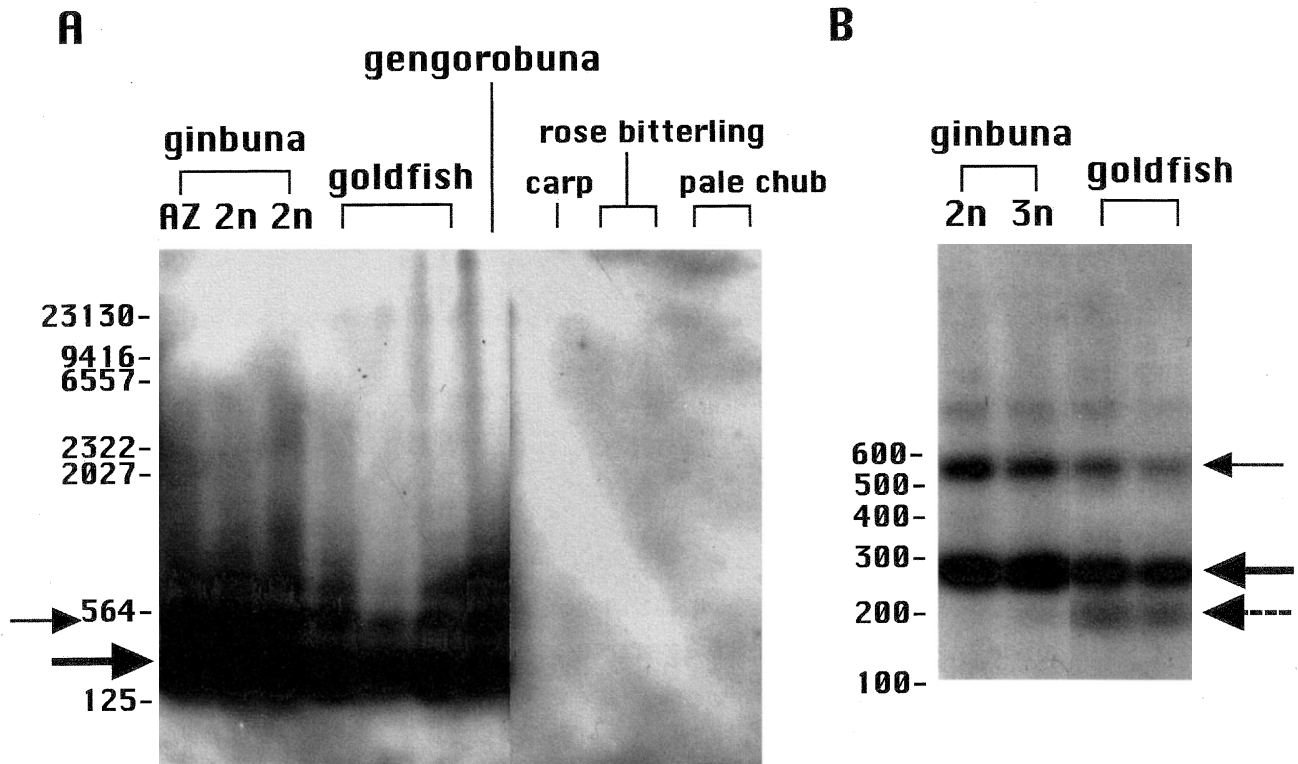 A
gengorobuna
ginbuna
goldfish
rose bitterling
carp
pale chub
AZ 2n 2n
23130-
9416-
6557-
2322-
2027-
564-
125-
B
ginbuna
goldfish
2n 3n
600-
500-
400-
300-
200-
100-